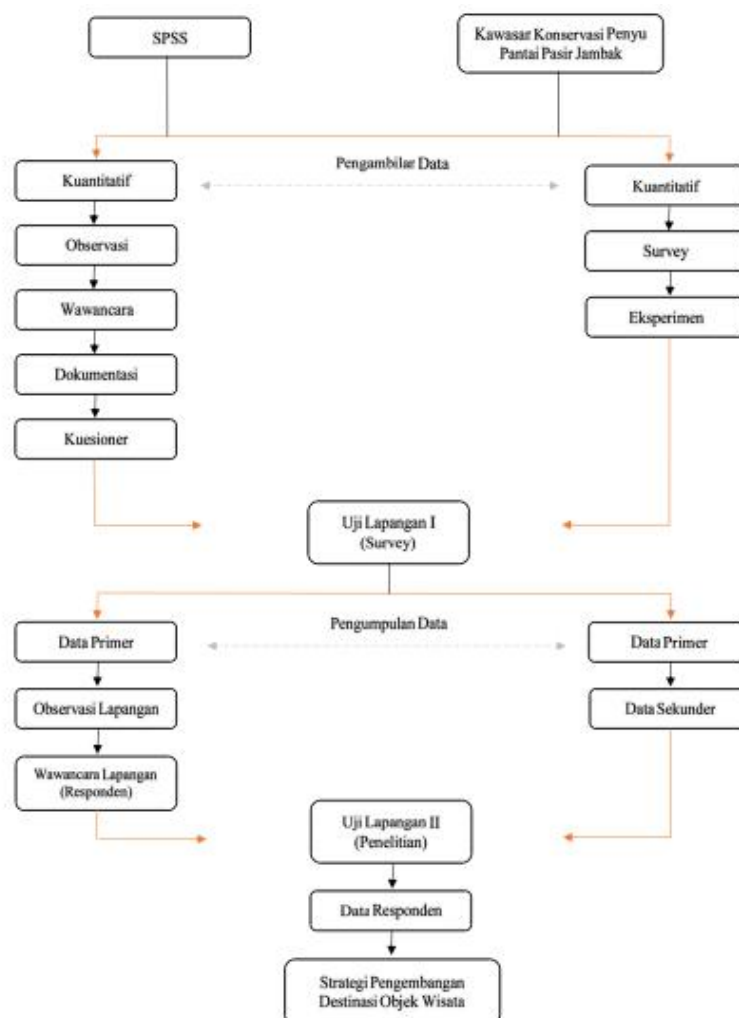 SPSS
Kawasar Konservasi Penyu
Pantai Pasir Jambak
Pengambilar Data
Kuantitatif
Observasi
Wawancara
Dokumentasi
Kuesioner
Kuantitatif
Survey
Eksperimen
Uji Lapangan I
(Survey)
Pengumpulan Data
Data Primer
Observasi Lapangan
Wawancara Lapangan
(Responden)
Data Primer
Data Sekunder
Uji Lapangan II
(Penelitian)
Data Responden
Strategi Pengembangan
Destinasi Objek Wisata